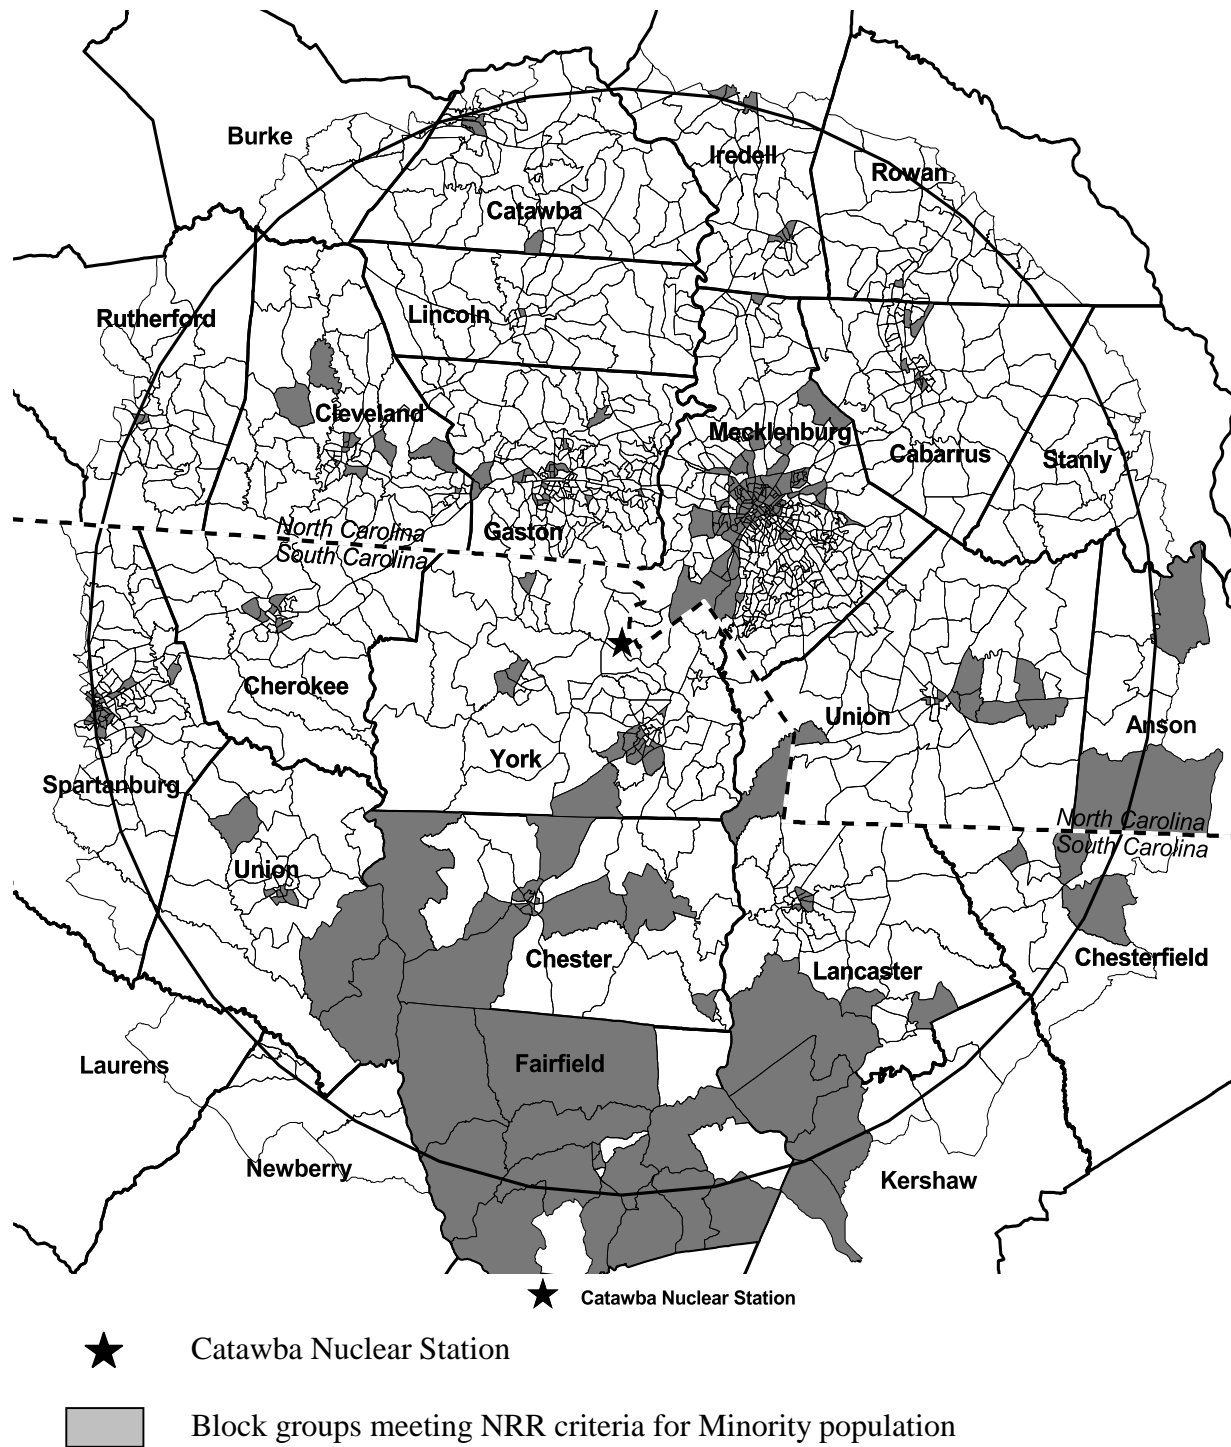 Burke
Iredell
Rowan
Catawba
Lincoln
Rutherford
Cleveland
Mecklenburg
Cabarrus
Stanly
Gaston
North Carolina
South Carolina
Cherokee
Union
Anson
York
Spartanburg
North Carolina
South Carolina
Union
Chester
Lancaster
Chesterfield
Laurens
Fairfield
Newberry
Kershaw
Catawba Nuclear Station
Catawba Nuclear Station
Block groups meeting NRR criteria for Minority population